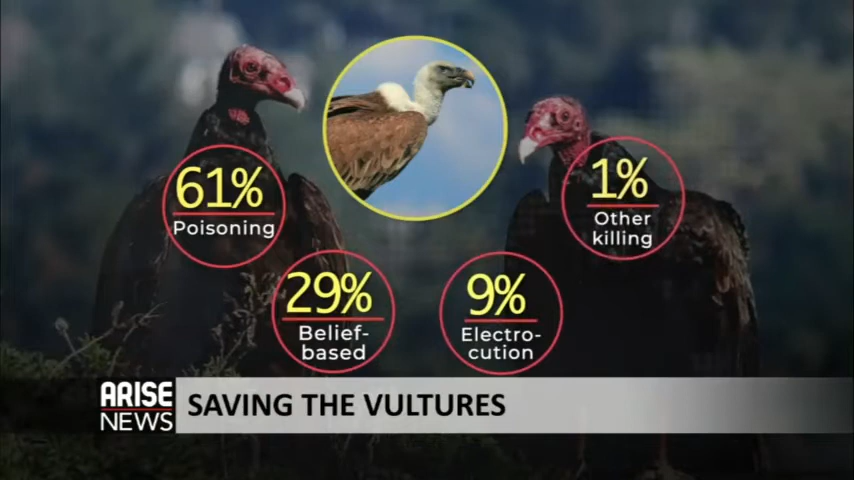 61%
Poisoning
29%
Belief-
based
9%
Electro-
cution
1%
Other
killing
ARISE
NEWS
SAVING THE VULTURES